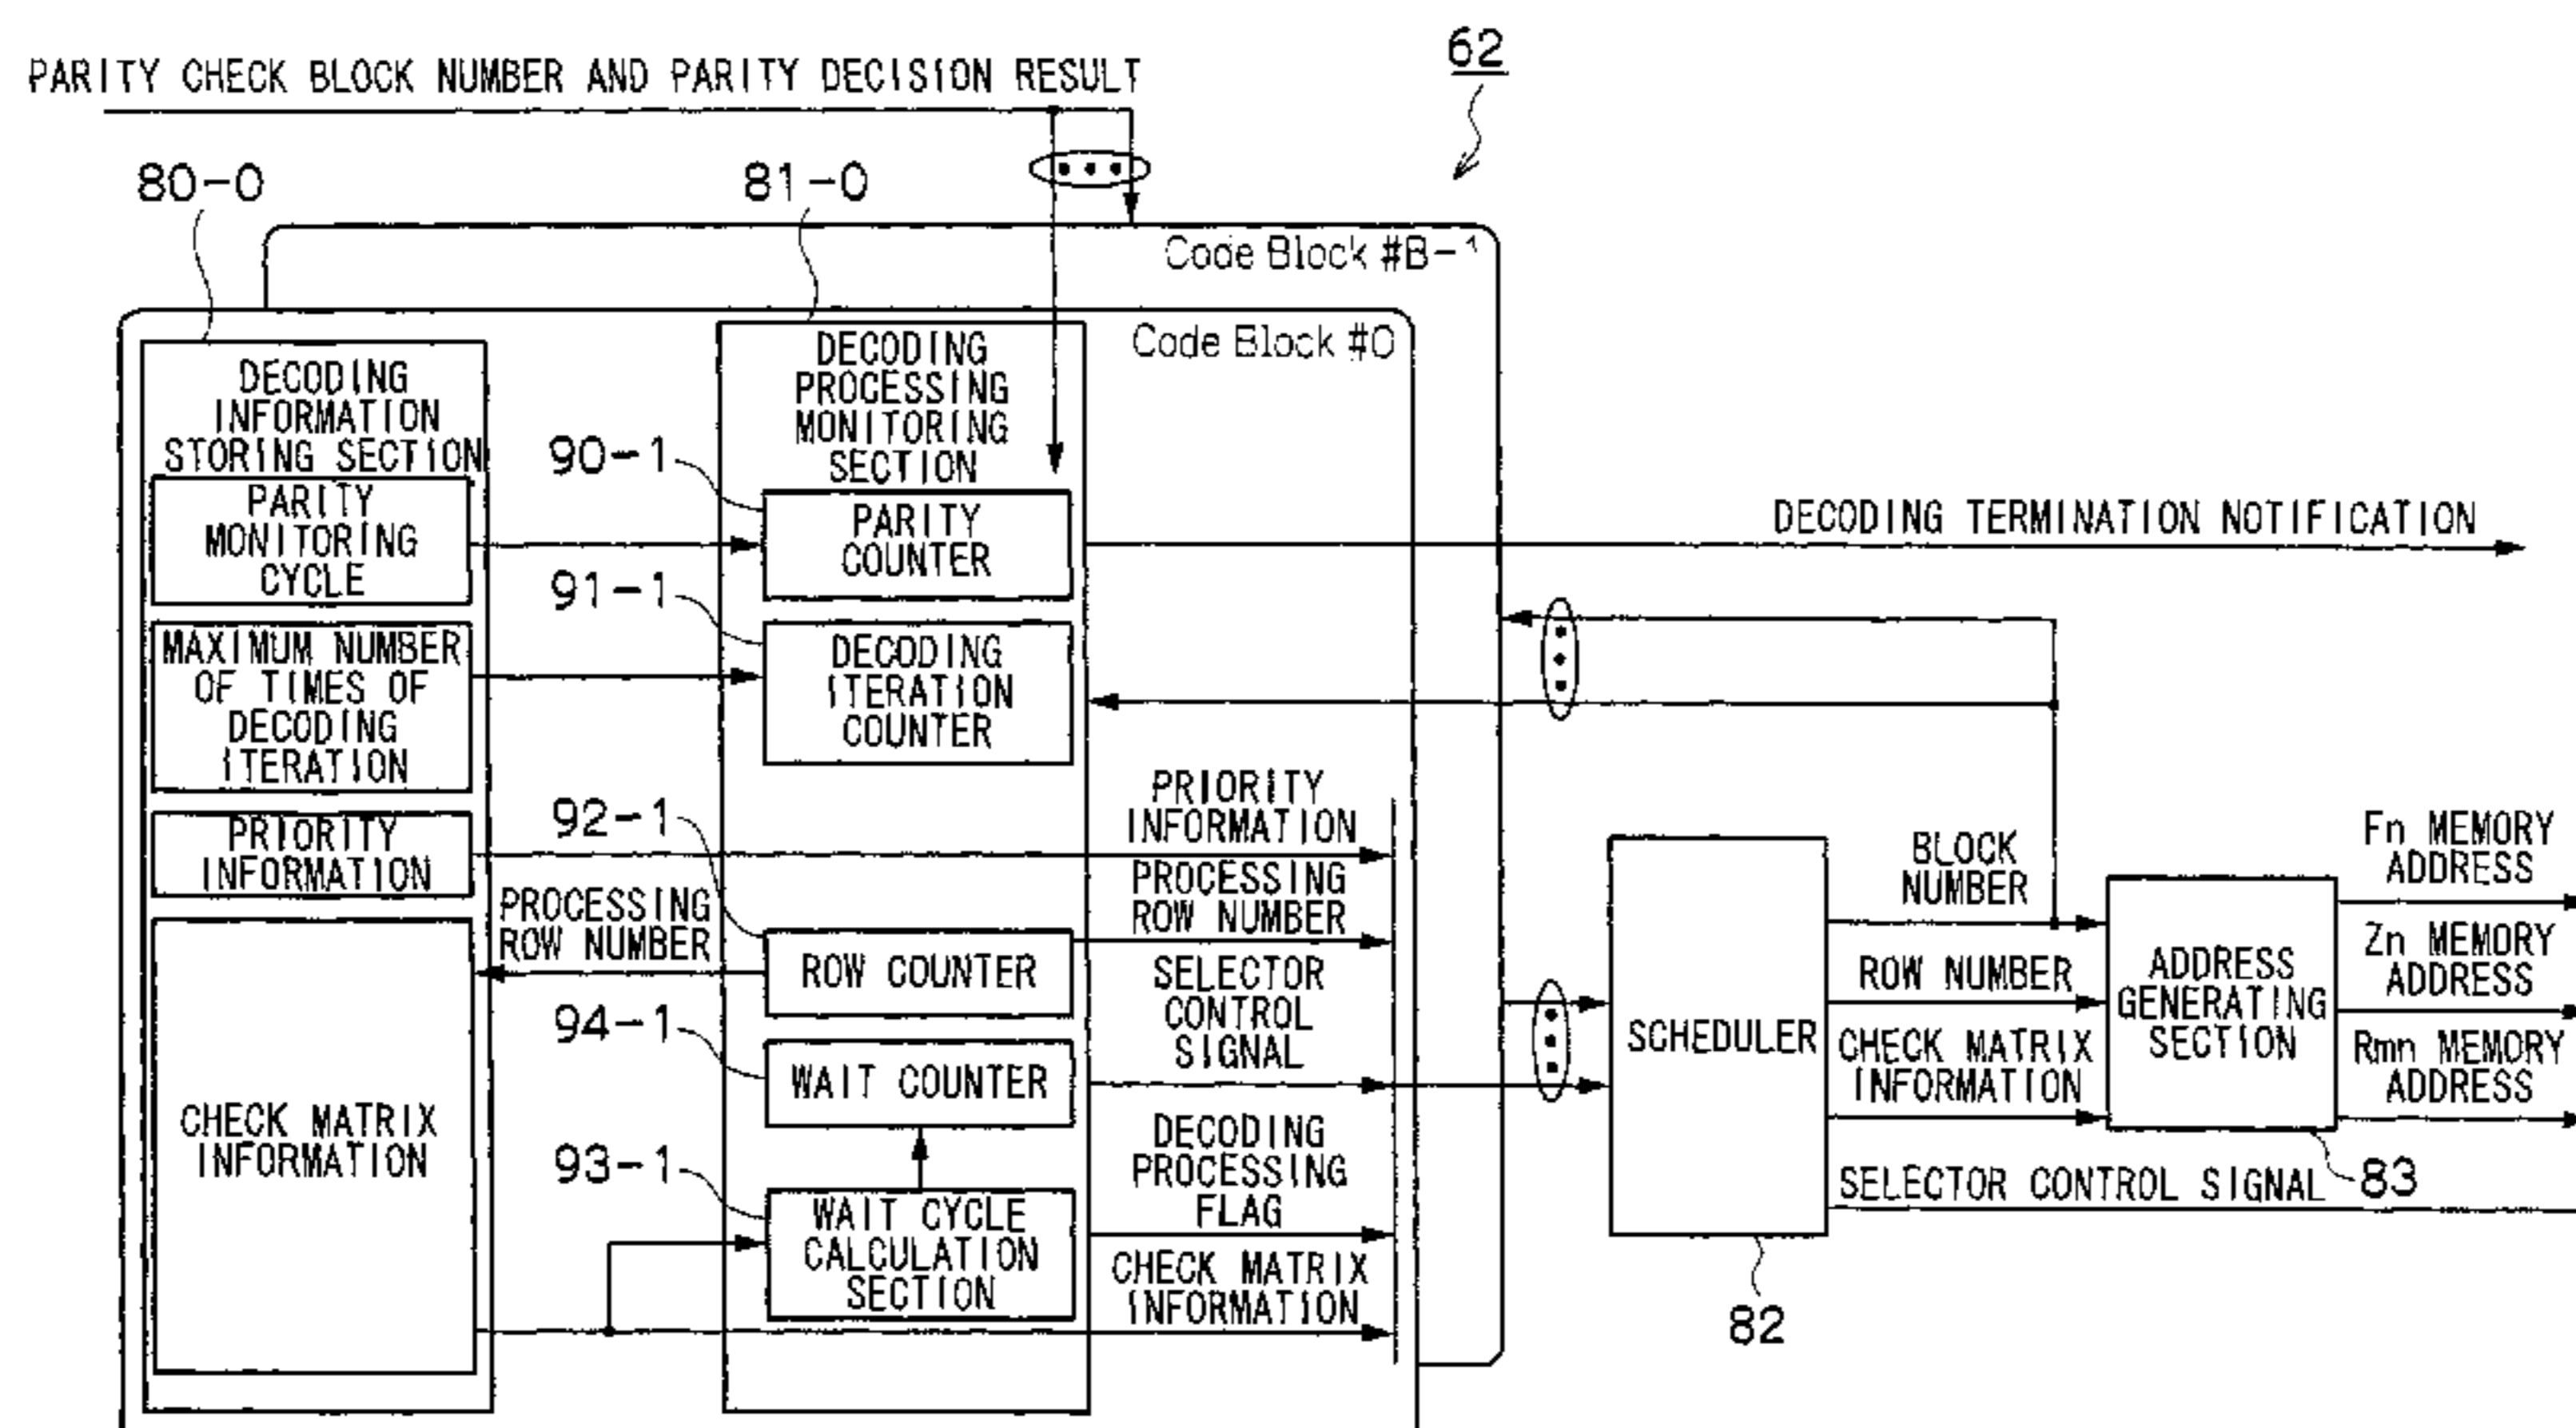 62
PARITY CHECK BLOCK NUMBER AND PARITY DECISION RESULT
80-0
81-0
Code Block #B-1
Code Block #0
DECODING
INFORMATION
STORING SECTION
PARITY
MONITORING
CYCLE
MAXIMUM NUMBER
OF TIMES OF
DECODING
ITERATION
PRIORITY
INFORMATION
CHECK MATRIX
INFORMATION
DECODING
PROCESSING
MONITORING
SECTION
90-1
PARITY
COUNTER
91-1
DECODING
ITERATION
COUNTER
92-1
PROCESSING
ROW NUMBER
ROW COUNTER
94-1
WAIT COUNTER
93-1
WAIT CYCLE
CALCULATION
SECTION
DECODING TERMINATION NOTIFICATION
PRIORITY
INFORMATION
PROCESSING
ROW NUMBER
SELECTOR
CONTROL
SIGNAL
DECODING
PROCESSING
FLAG
CHECK MATRIX
INFORMATION
SCHEDULER
82
BLOCK
NUMBER
ROW NUMBER
CHECK MATRIX
INFORMATION
SELECTOR CONTROL SIGNAL
ADDRESS
GENERATING
SECTION
83
Fn MEMORY
ADDRESS
Zn MEMORY
ADDRESS
Rmn MEMORY
ADDRESS